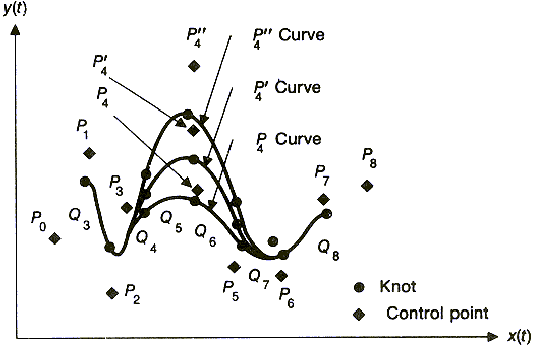 y(t)
P₄″
P₄″ Curve
P₄′
P₄
P₄′ Curve
P₁
P₄ Curve
P₃
P₇
P₈
P₀
Q₃
Q₄
Q₅
Q₆
Q₈
P₂
P₅
Q₇
P₆
Knot
Control point
x(t)